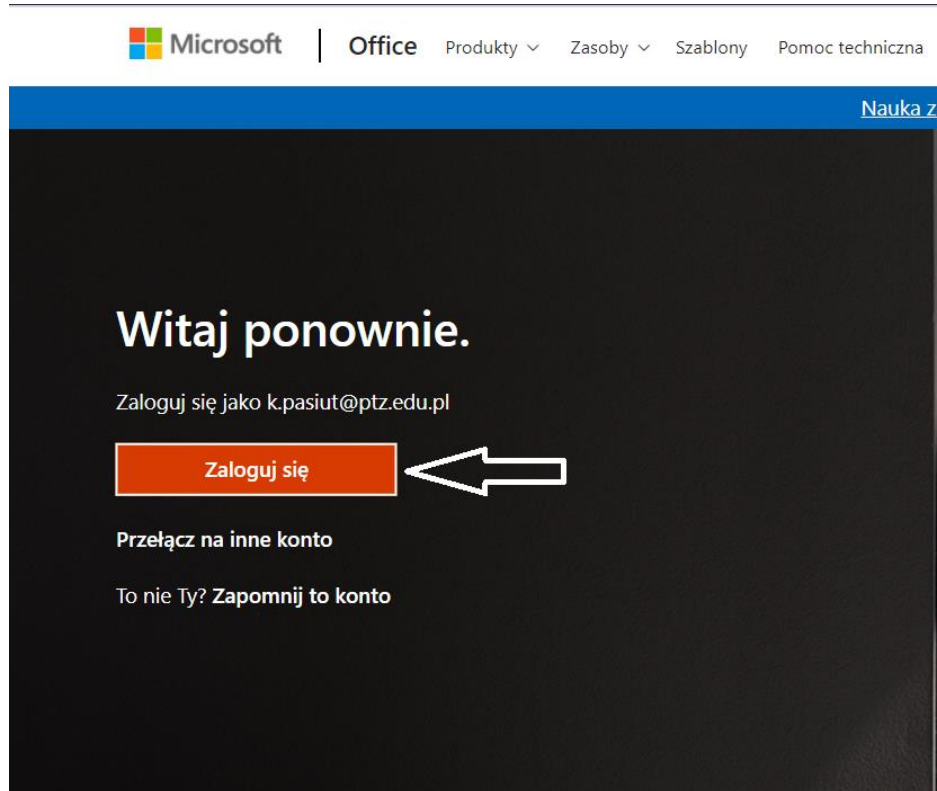 Microsoft Office Produkty Zasoby Szablony Pomoc techniczna
Nauka z
Witaj ponownie.
Zaloguj się jako k.pasiut@ptz.edu.pl
Zaloguj się
Przełącz na inne konto
To nie Ty? Zapomnij to konto